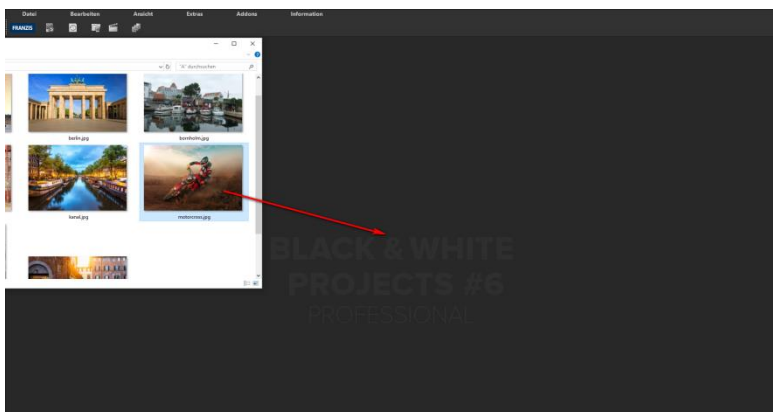 Datei Bearbeiten Ansicht Extras Addons Information
FRANZIS
berlin.jpg bornholm.jpg
kanal.jpg motorcross.jpg
BLACK & WHITE
PROJECTS #6
PROFESSIONAL